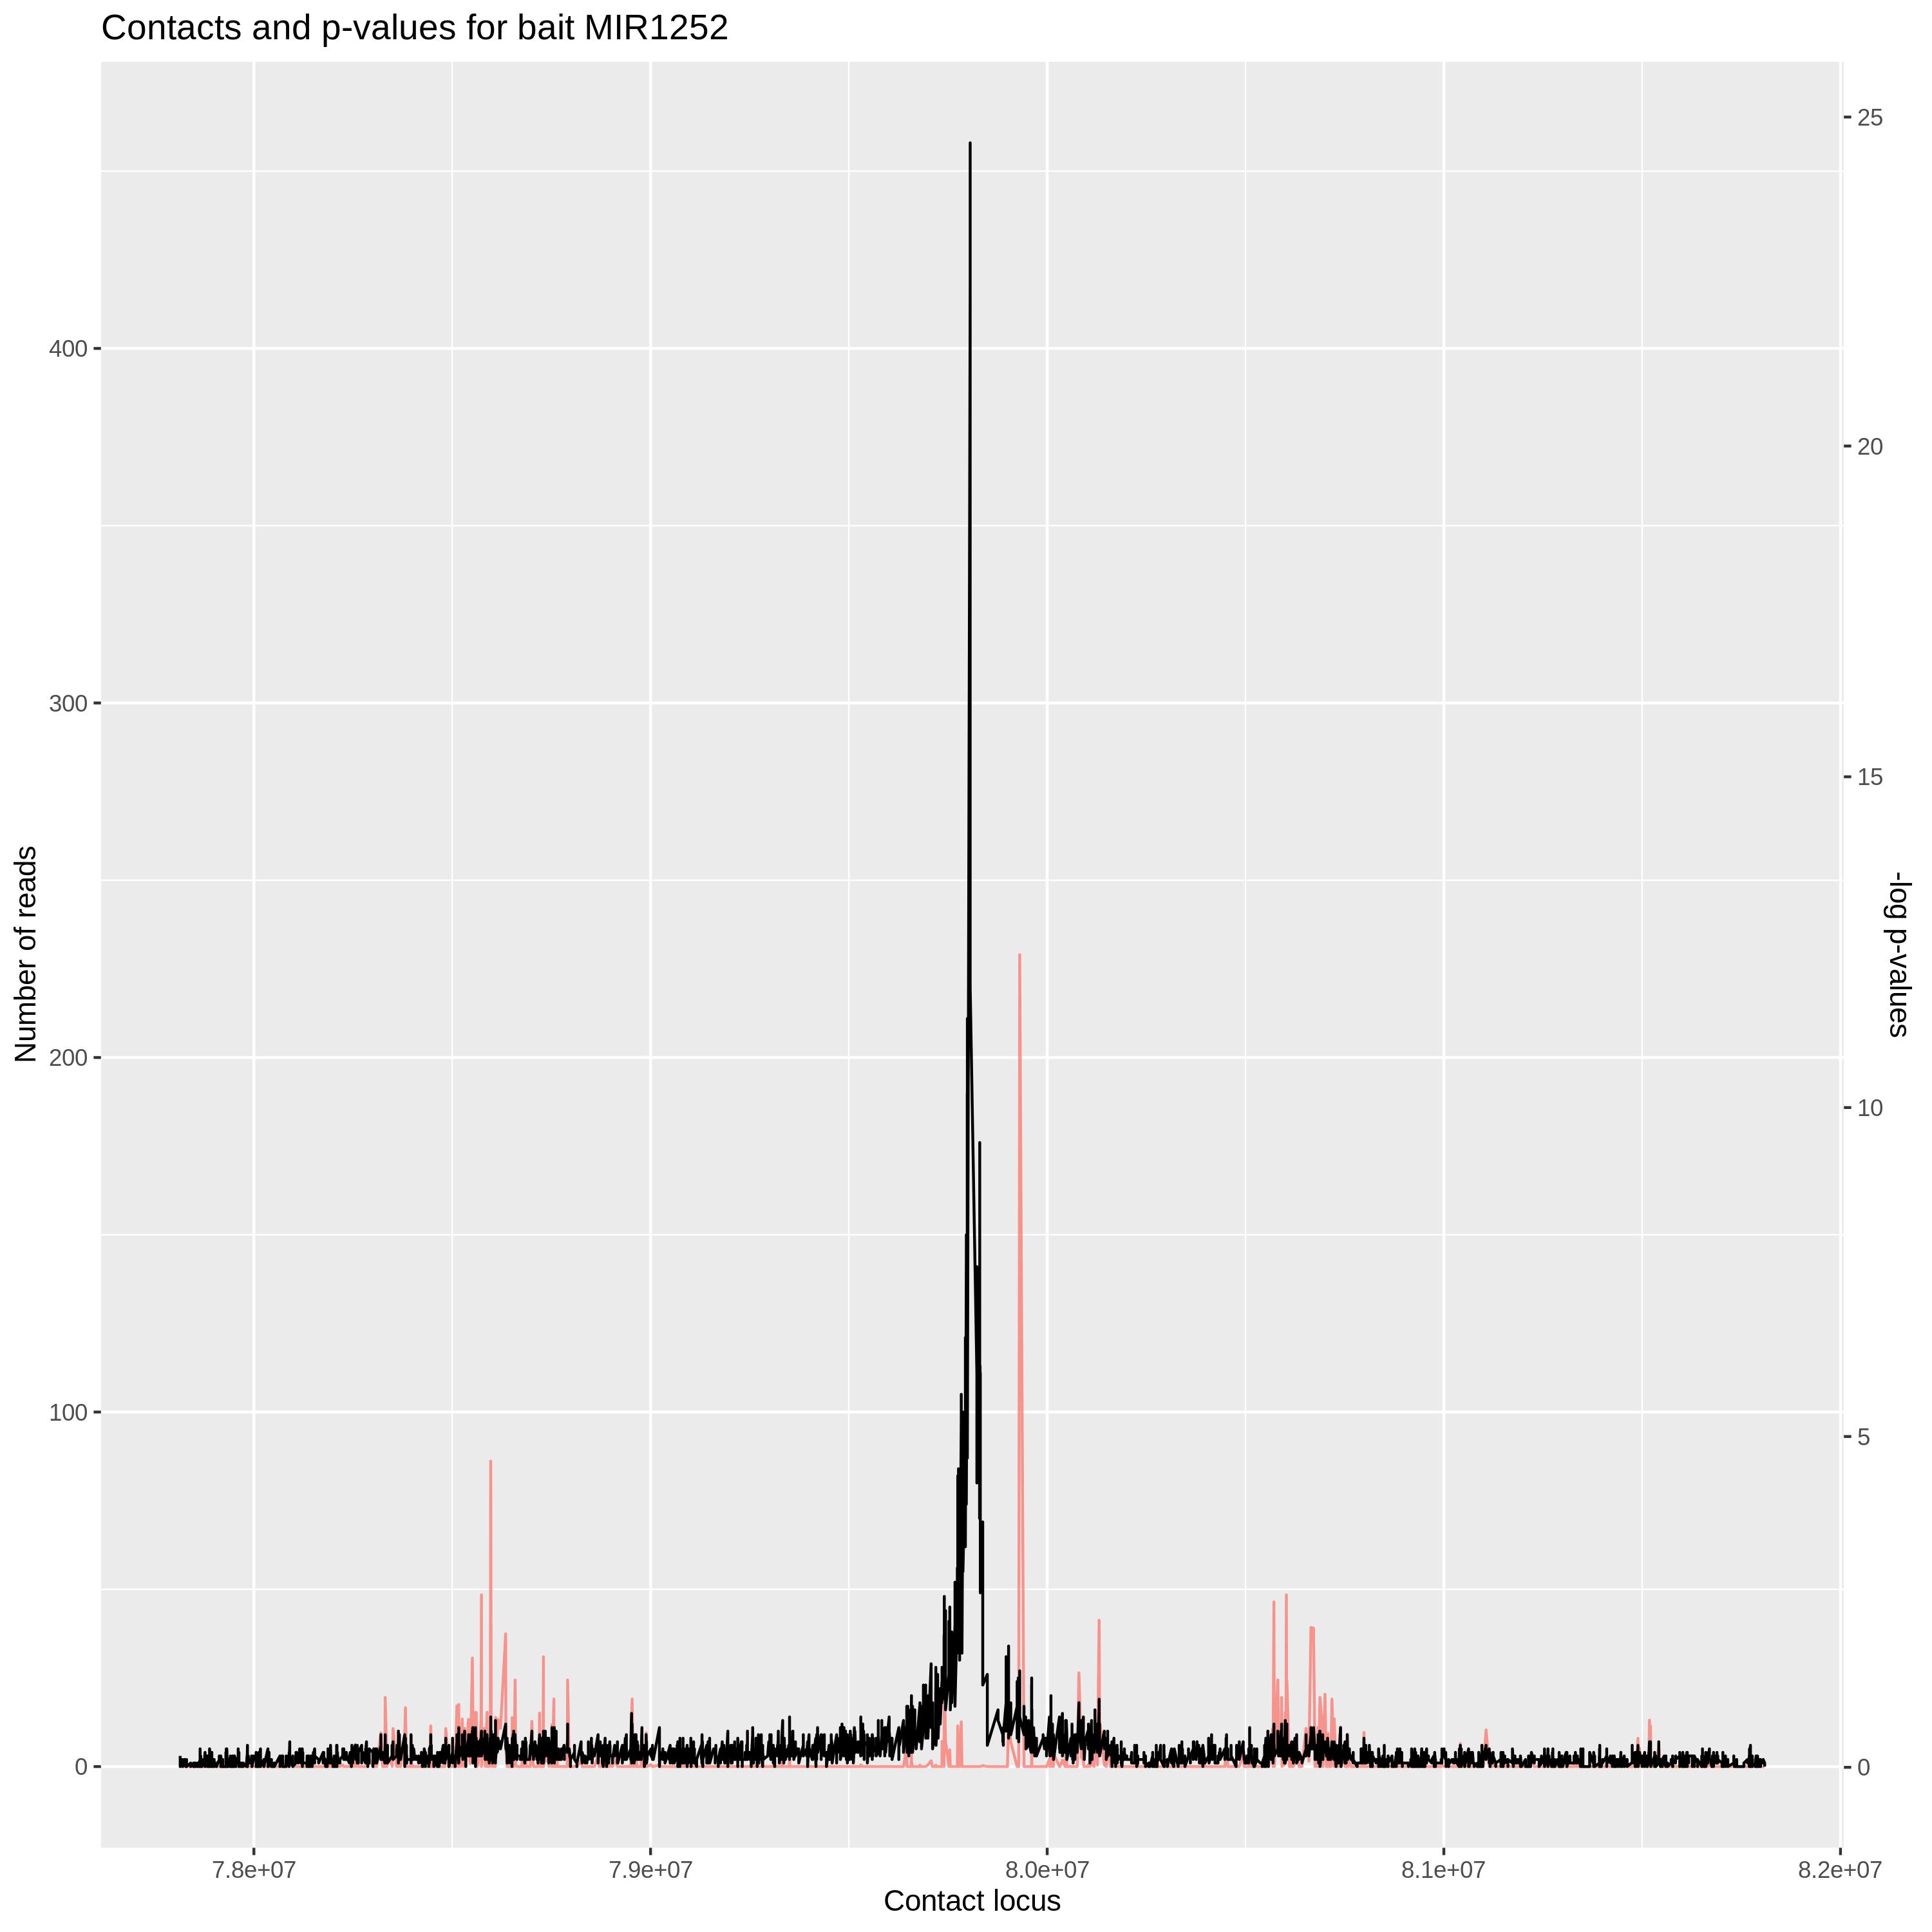 Contacts and p-values for bait MIR1252
Number of reads
400
300
200
100
0
25
20
15
10
5
0
-log p-values
7.8e+07
7.9e+07
8.0e+07
8.1e+07
8.2e+07
Contact locus